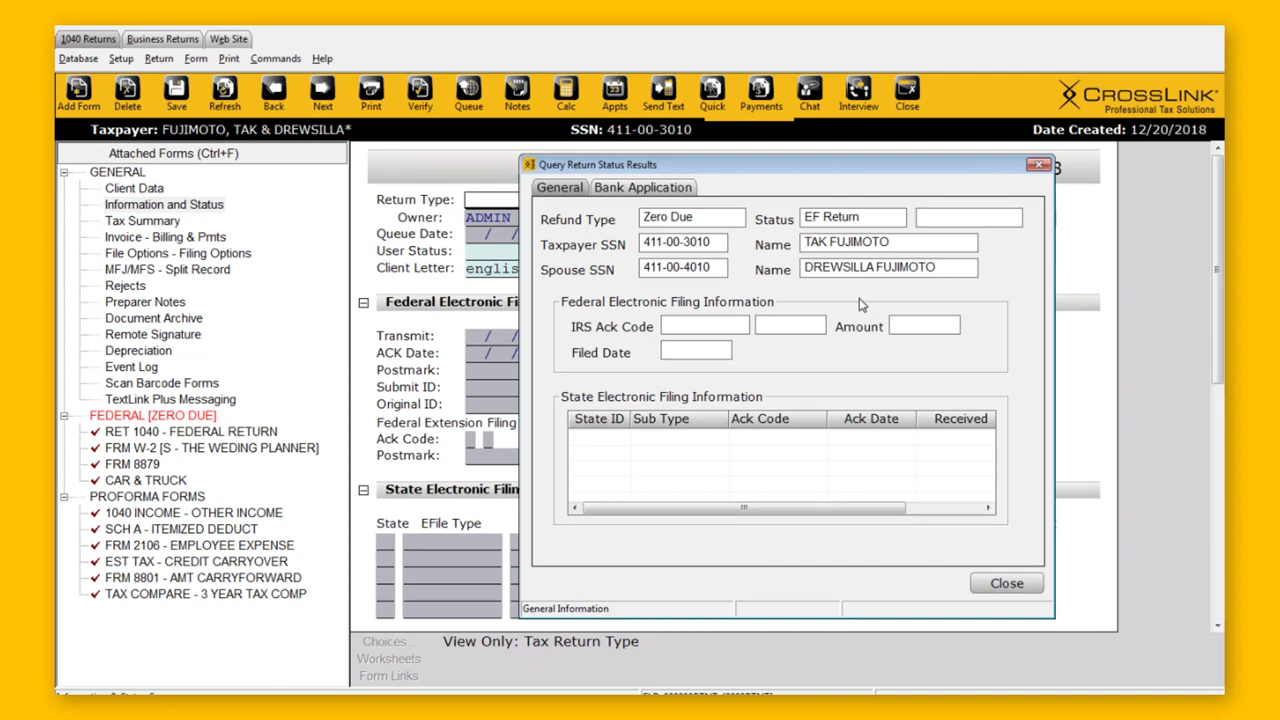 1040 Returns Business Returns Web Site
Database Setup Return Form Print Commands Help
Add Form Delete Save Refresh Back Next Print Verify Queue Notes Calc Appts Send Text Quick Payments Chat Interview Close
CROSSLINK
Professional Tax Solutions
Taxpayer: FUJIMOTO, TAK & DREWSILLA* SSN: 411-00-3010 Date Created: 12/20/2018
Attached Forms (Ctrl+F)
GENERAL
Client Data
Information and Status
Tax Summary
Invoice - Billing & Pmts
File Options - Filing Options
MFJ/MFS - Split Record
Rejects
Preparer Notes
Document Archive
Remote Signature
Depreciation
Event Log
Scan Barcode Forms
TextLink Plus Messaging
FEDERAL [ZERO DUE]
RET 1040 - FEDERAL RETURN
FRM W-2 [S - THE WEDING PLANNER]
FRM 8879
CAR & TRUCK
PROFORMA FORMS
1040 INCOME - OTHER INCOME
SCH A - ITEMIZED DEDUCT
FRM 2106 - EMPLOYEE EXPENSE
EST TAX - CREDIT CARRYOVER
FRM 8801 - AMT CARRYFORWARD
TAX COMPARE - 3 YEAR TAX COMP
Return Type:
Owner: ADMIN
Queue Date: / /
User Status:
Client Letter: englis
Federal Electronic Fi
Transmit: / /
ACK Date: / /
Postmark:
Submit ID:
Original ID:
Federal Extension Filing
Ack Code:
Postmark:
State Electronic Filin
State EFile Type
Choices...
Worksheets
Form Links
View Only: Tax Return Type
Query Return Status Results
General Bank Application
Refund Type Zero Due Status EF Return
Taxpayer SSN 411-00-3010 Name TAK FUJIMOTO
Spouse SSN 411-00-4010 Name DREWSILLA FUJIMOTO
Federal Electronic Filing Information
IRS Ack Code Amount
Filed Date
State Electronic Filing Information
State ID Sub Type Ack Code Ack Date Received
Close
General Information